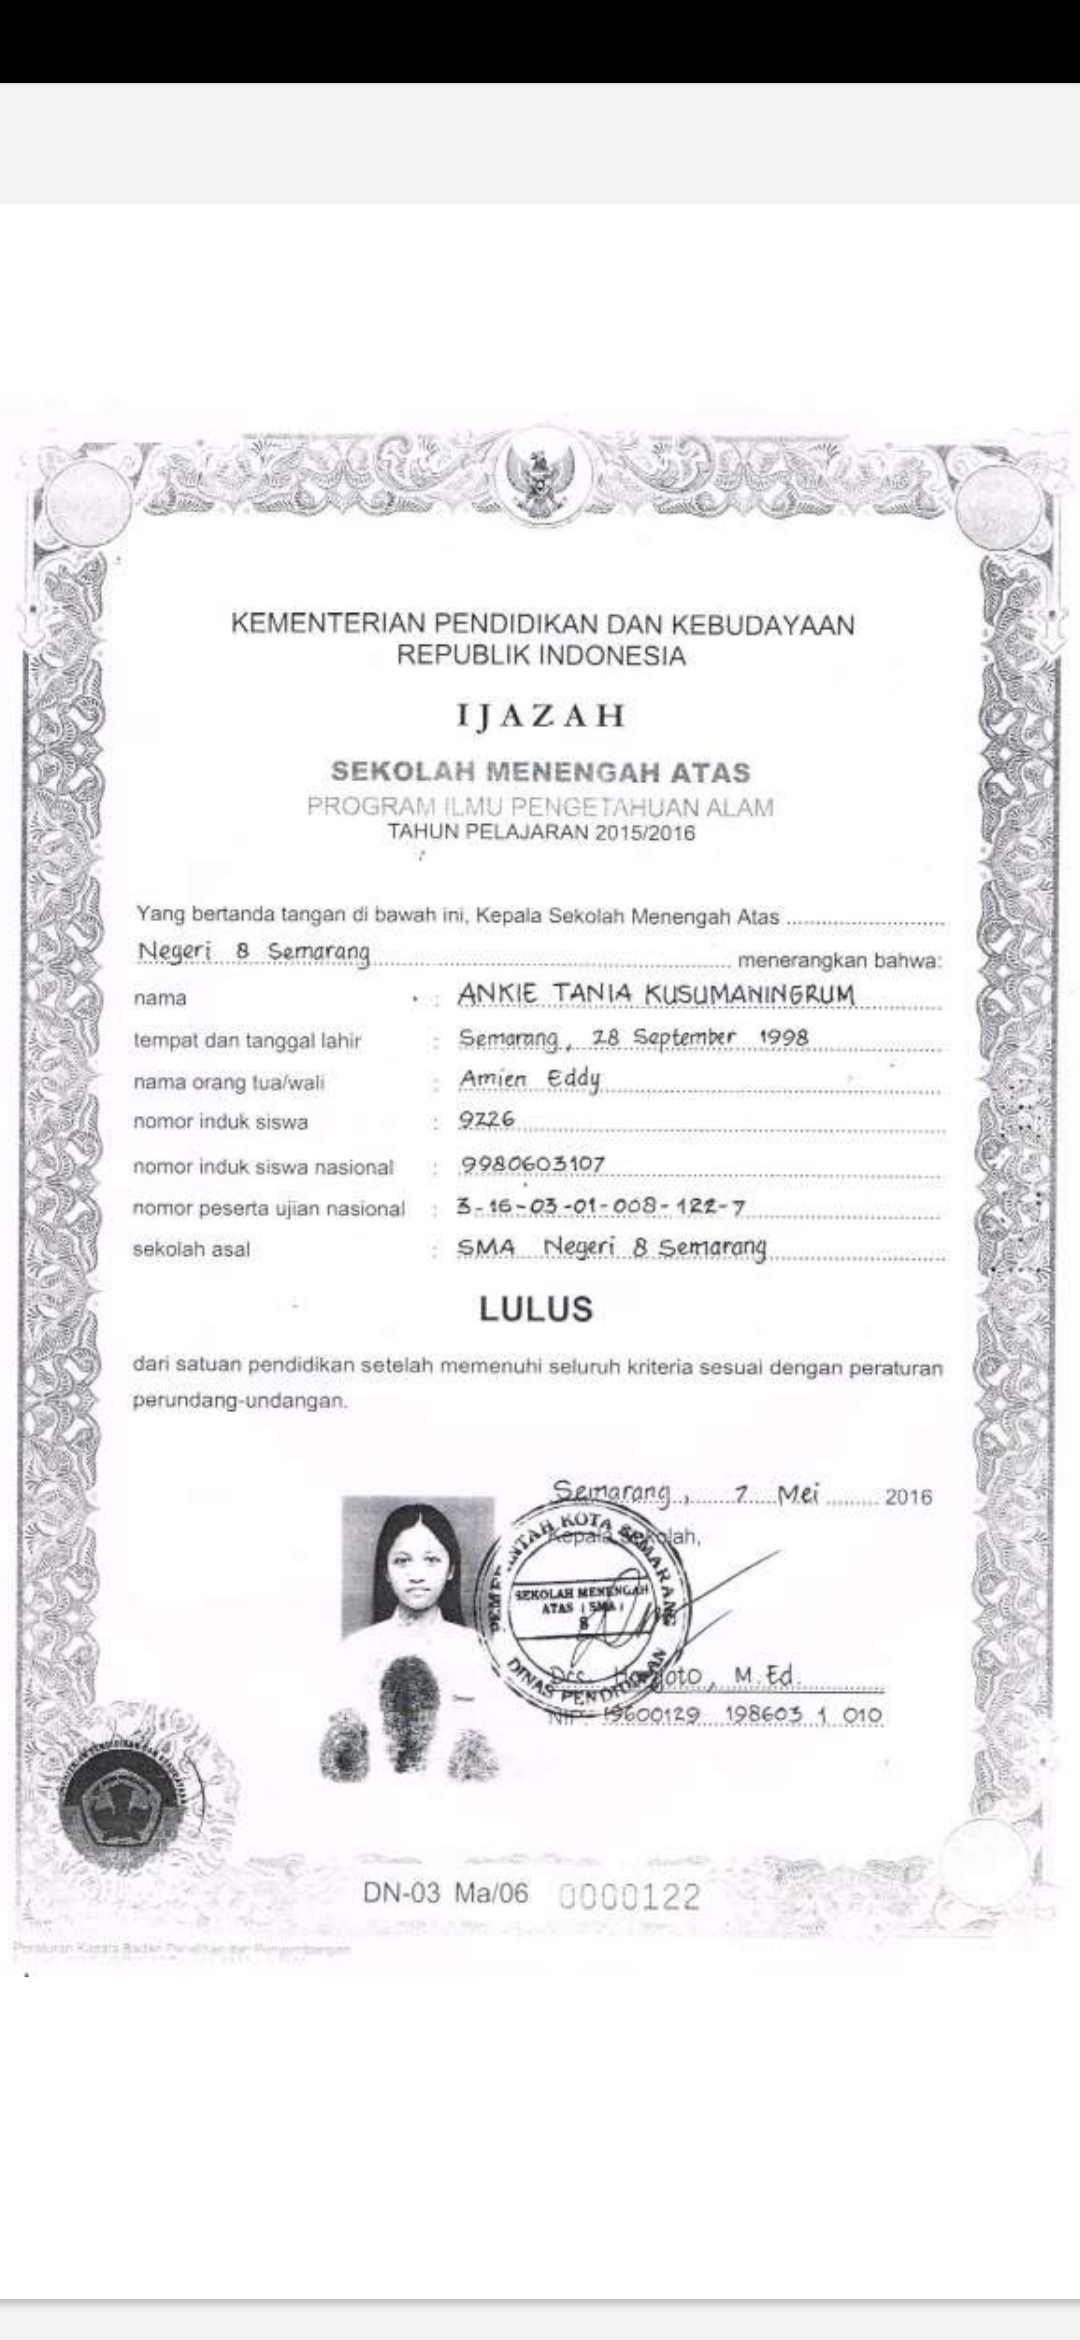 KEMENTERIAN PENDIDIKAN DAN KEBUDAYAAN
REPUBLIK INDONESIA
IJAZAH
SEKOLAH MENENGAH ATAS
PROGRAM ILMU PENGETAHUAN ALAM
TAHUN PELAJARAN 2015/2016
Yang bertanda tangan di bawah ini, Kepala Sekolah Menengah Atas
Negeri 8 Semarang menerangkan bahwa:
nama : ANKIE TANIA KUSUMANINGRUM
tempat dan tanggal lahir : Semarang, 28 September 1998
nama orang tua/wali : Amien Eddy
nomor induk siswa : 9226
nomor induk siswa nasional : 9980603107
nomor peserta ujian nasional : 3-16-03-01-008-122-7
sekolah asal : SMA Negeri 8 Semarang
LULUS
dari satuan pendidikan setelah memenuhi seluruh kriteria sesuai dengan peraturan
perundang-undangan.
Semarang, 7 Mei 2016
Kepala Sekolah,
KOTA SEMARANG
SEKOLAH MENENGAH
ATAS (SMA)
8
DINAS PENDIDIKAN
M.Ed.
NIP. 19600129 198603 1 010
DN-03 Ma/06 0000122
Peraturan Kepala Badan Penelitian dan Pengembangan